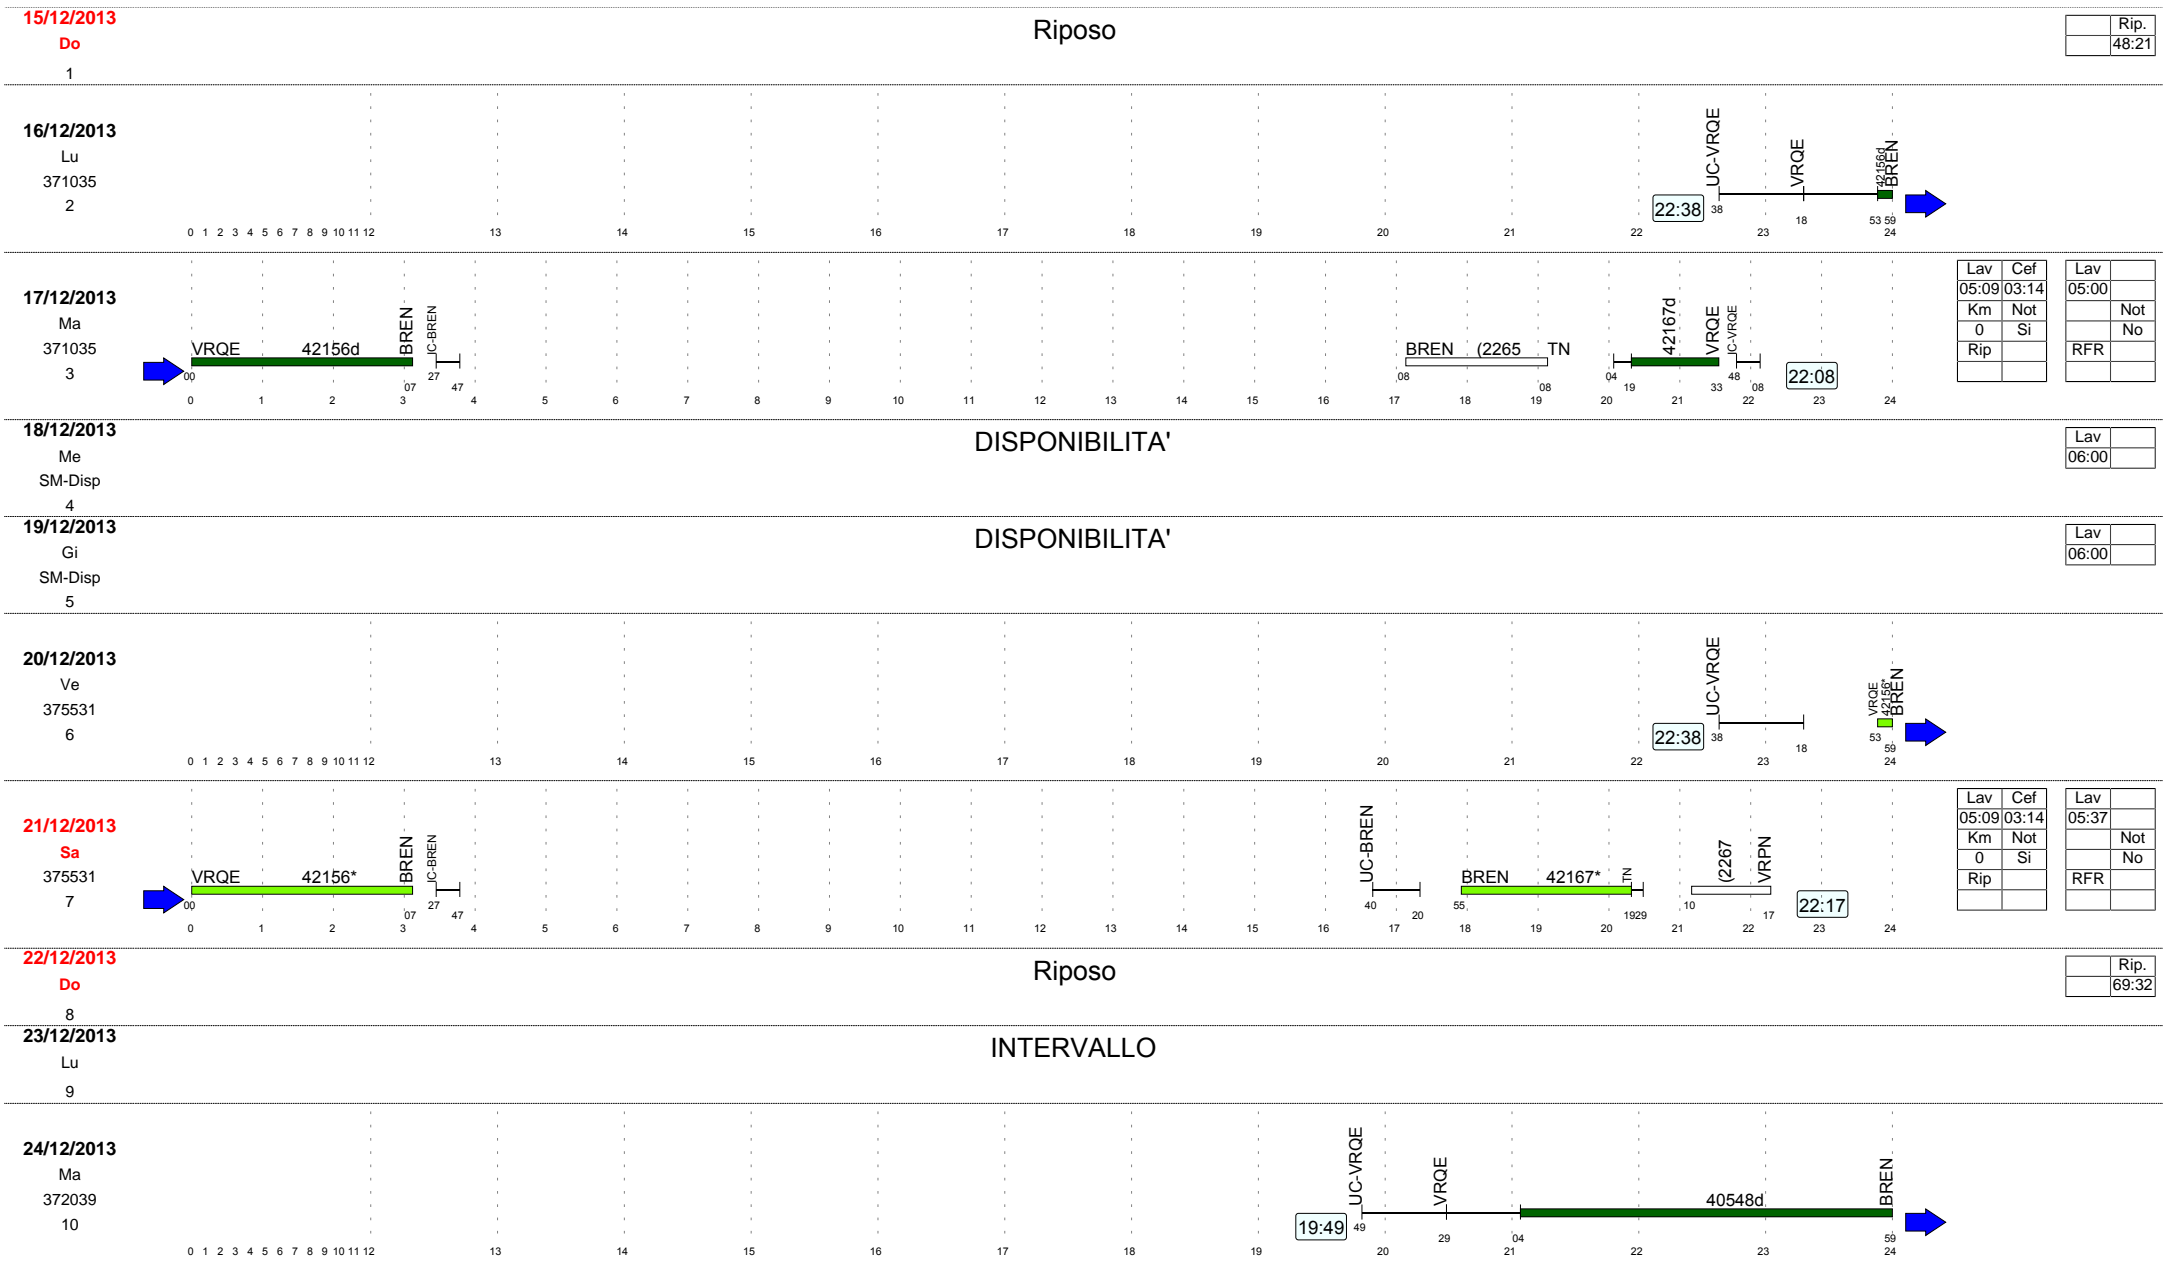 15/12/2013
Do
1
Riposo
Rip.
48:21
16/12/2013
Lu
371035
2
22:38
UC-VRQE
VRQE
42156d
BREN
38 18 53 59
0 1 2 3 4 5 6 7 8 9 10 11 12 13 14 15 16 17 18 19 20 21 22 23 24
17/12/2013
Ma
371035
3
VRQE 42156d BREN
IC-BREN
BREN (2265 TN
42167d
VRQE
IC-VRQE
22:08
00 07 27 47 08 08 04 19 33 48 08
0 1 2 3 4 5 6 7 8 9 10 11 12 13 14 15 16 17 18 19 20 21 22 23 24
Lav Cef
05:09 03:14
Km Not
0 Si
Rip
Lav
05:00
Not
No
RFR
18/12/2013
Me
SM-Disp
4
DISPONIBILITA'
Lav
06:00
19/12/2013
Gi
SM-Disp
5
DISPONIBILITA'
Lav
06:00
20/12/2013
Ve
375531
6
22:38
UC-VRQE
VRQE
42156*
BREN
38 18 53 59
0 1 2 3 4 5 6 7 8 9 10 11 12 13 14 15 16 17 18 19 20 21 22 23 24
21/12/2013
Sa
375531
7
VRQE 42156* BREN
IC-BREN
UC-BREN
BREN 42167* TN
(2267
VRPN
22:17
00 07 27 47 40 20 55 19 29 10 17
0 1 2 3 4 5 6 7 8 9 10 11 12 13 14 15 16 17 18 19 20 21 22 23 24
Lav Cef
05:09 03:14
Km Not
0 Si
Rip
Lav
05:37
Not
No
RFR
22/12/2013
Do
8
Riposo
Rip.
69:32
23/12/2013
Lu
9
INTERVALLO
24/12/2013
Ma
372039
10
19:49
UC-VRQE
VRQE
40548d
BREN
49 29 04 59
0 1 2 3 4 5 6 7 8 9 10 11 12 13 14 15 16 17 18 19 20 21 22 23 24